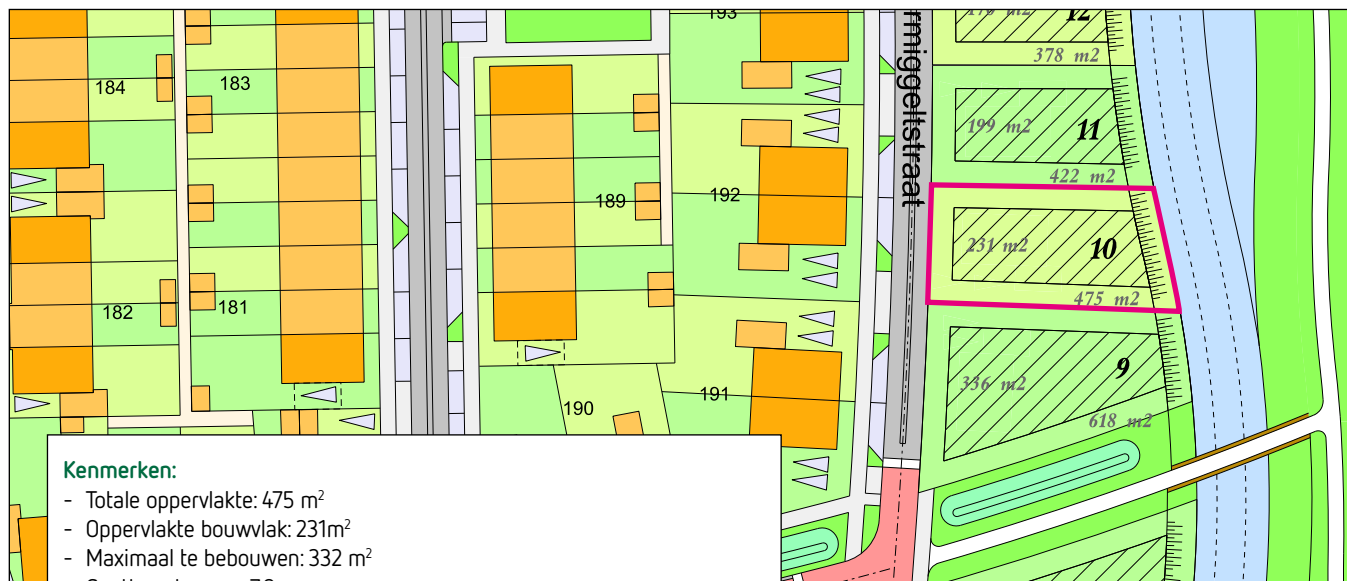 193
12
378 m2
184
183
rmiggeltstraat
199 m2
11
422 m2
189
192
231 m2
10
475 m2
182
181
336 m2
9
618 m2
190
191
Kenmerken:
- Totale oppervlakte: 475 m²
- Oppervlakte bouwvlak: 231m²
- Maximaal te bebouwen: 332 m²